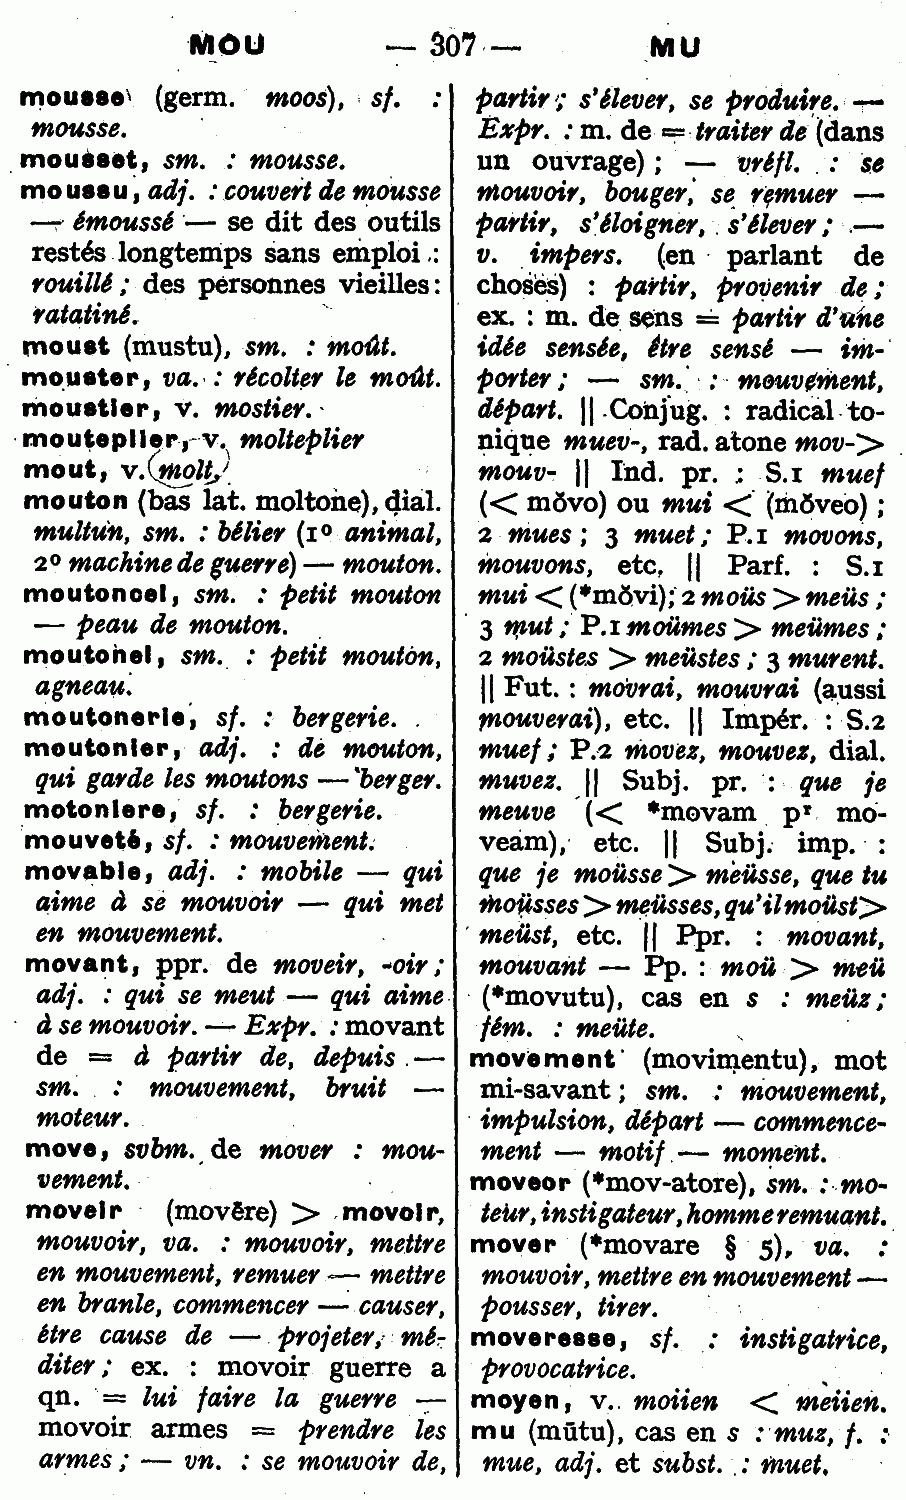 MOU — 307 — MU
mousse (germ. moos), sf. :
mousse.
mousset, sm. : mousse.
moussu, adj. : couvert de mousse
— émoussé — se dit des outils
restés longtemps sans emploi :
rouillé ; des personnes vieilles :
ratatiné.
moust (mustu), sm. : moût.
mouster, va. : récolter le moût.
moustier, v. mostier.
mouteplier, v. molteplier
mout, v. (molt,)
mouton (bas lat. moltone), dial.
multun, sm. : bélier (1º animal,
2º machine de guerre) — mouton.
moutoncel, sm. : petit mouton
— peau de mouton.
moutonel, sm. : petit mouton,
agneau.
moutonerie, sf. : bergerie.
moutonier, adj. : de mouton,
qui garde les moutons — berger.
motoniere, sf. : bergerie.
mouveté, sf. : mouvement.
movable, adj. : mobile — qui
aime à se mouvoir — qui met
en mouvement.
movant, ppr. de moveir, -oir ;
adj. : qui se meut — qui aime
à se mouvoir. — Expr. : movant
de = à partir de, depuis —
sm. : mouvement, bruit —
moteur.
move, svbm. de mover : mou-
vement.
moveir (movēre) > movoir,
mouvoir, va. : mouvoir, mettre
en mouvement, remuer — mettre
en branle, commencer — causer,
être cause de — projeter, mé-
diter ; ex. : movoir guerre a
qn. = lui faire la guerre —
movoir armes = prendre les
armes ; — vn. : se mouvoir de,
partir ; s'élever, se produire. —
Expr. : m. de = traiter de (dans
un ouvrage) ; — vréfl. : se
mouvoir, bouger, se remuer —
partir, s'éloigner, s'élever ; —
v. impers. (en parlant de
choses) : partir, provenir de ;
ex. : m. de sens = partir d'une
idée sensée, être sensé — im-
porter ; — sm. : mouvement,
départ. || Conjug. : radical to-
nique muev-, rad. atone mov- >
mouv- || Ind. pr. : S.1 muef
(< mŏvo) ou mui < (mŏveo) ;
2 mues ; 3 muet ; P.1 movons,
mouvons, etc, || Parf. : S.1
mui < (*mŏvi) ; 2 moüs > meüs ;
3 mut ; P.1 moümes > meümes ;
2 moüstes > meüstes ; 3 murent.
|| Fut. : movrai, mouvrai (aussi
mouverai), etc. || Impér. : S.2
muef ; P.2 movez, mouvez, dial.
muvez. || Subj. pr. : que je
meuve (< *movam pr mo-
veam), etc. || Subj. imp. :
que je moüsse > meüsse, que tu
moüsses > meüsses, qu'il moüst >
meüst, etc. || Ppr. : movant,
mouvant — Pp. : moü > meü
(*movutu), cas en s : meüz ;
fém. : meüte.
movement (movimentu), mot
mi-savant ; sm. : mouvement,
impulsion, départ — commence-
ment — motif — moment.
moveor (*mov-atore), sm. : mo-
teur, instigateur, homme remuant.
mover (*movare § 5), va. :
mouvoir, mettre en mouvement —
pousser, tirer.
moveresse, sf. : instigatrice,
provocatrice.
moyen, v. moiien < meiien.
mu (mūtu), cas en s : muz, f. :
mue, adj. et subst. : muet.